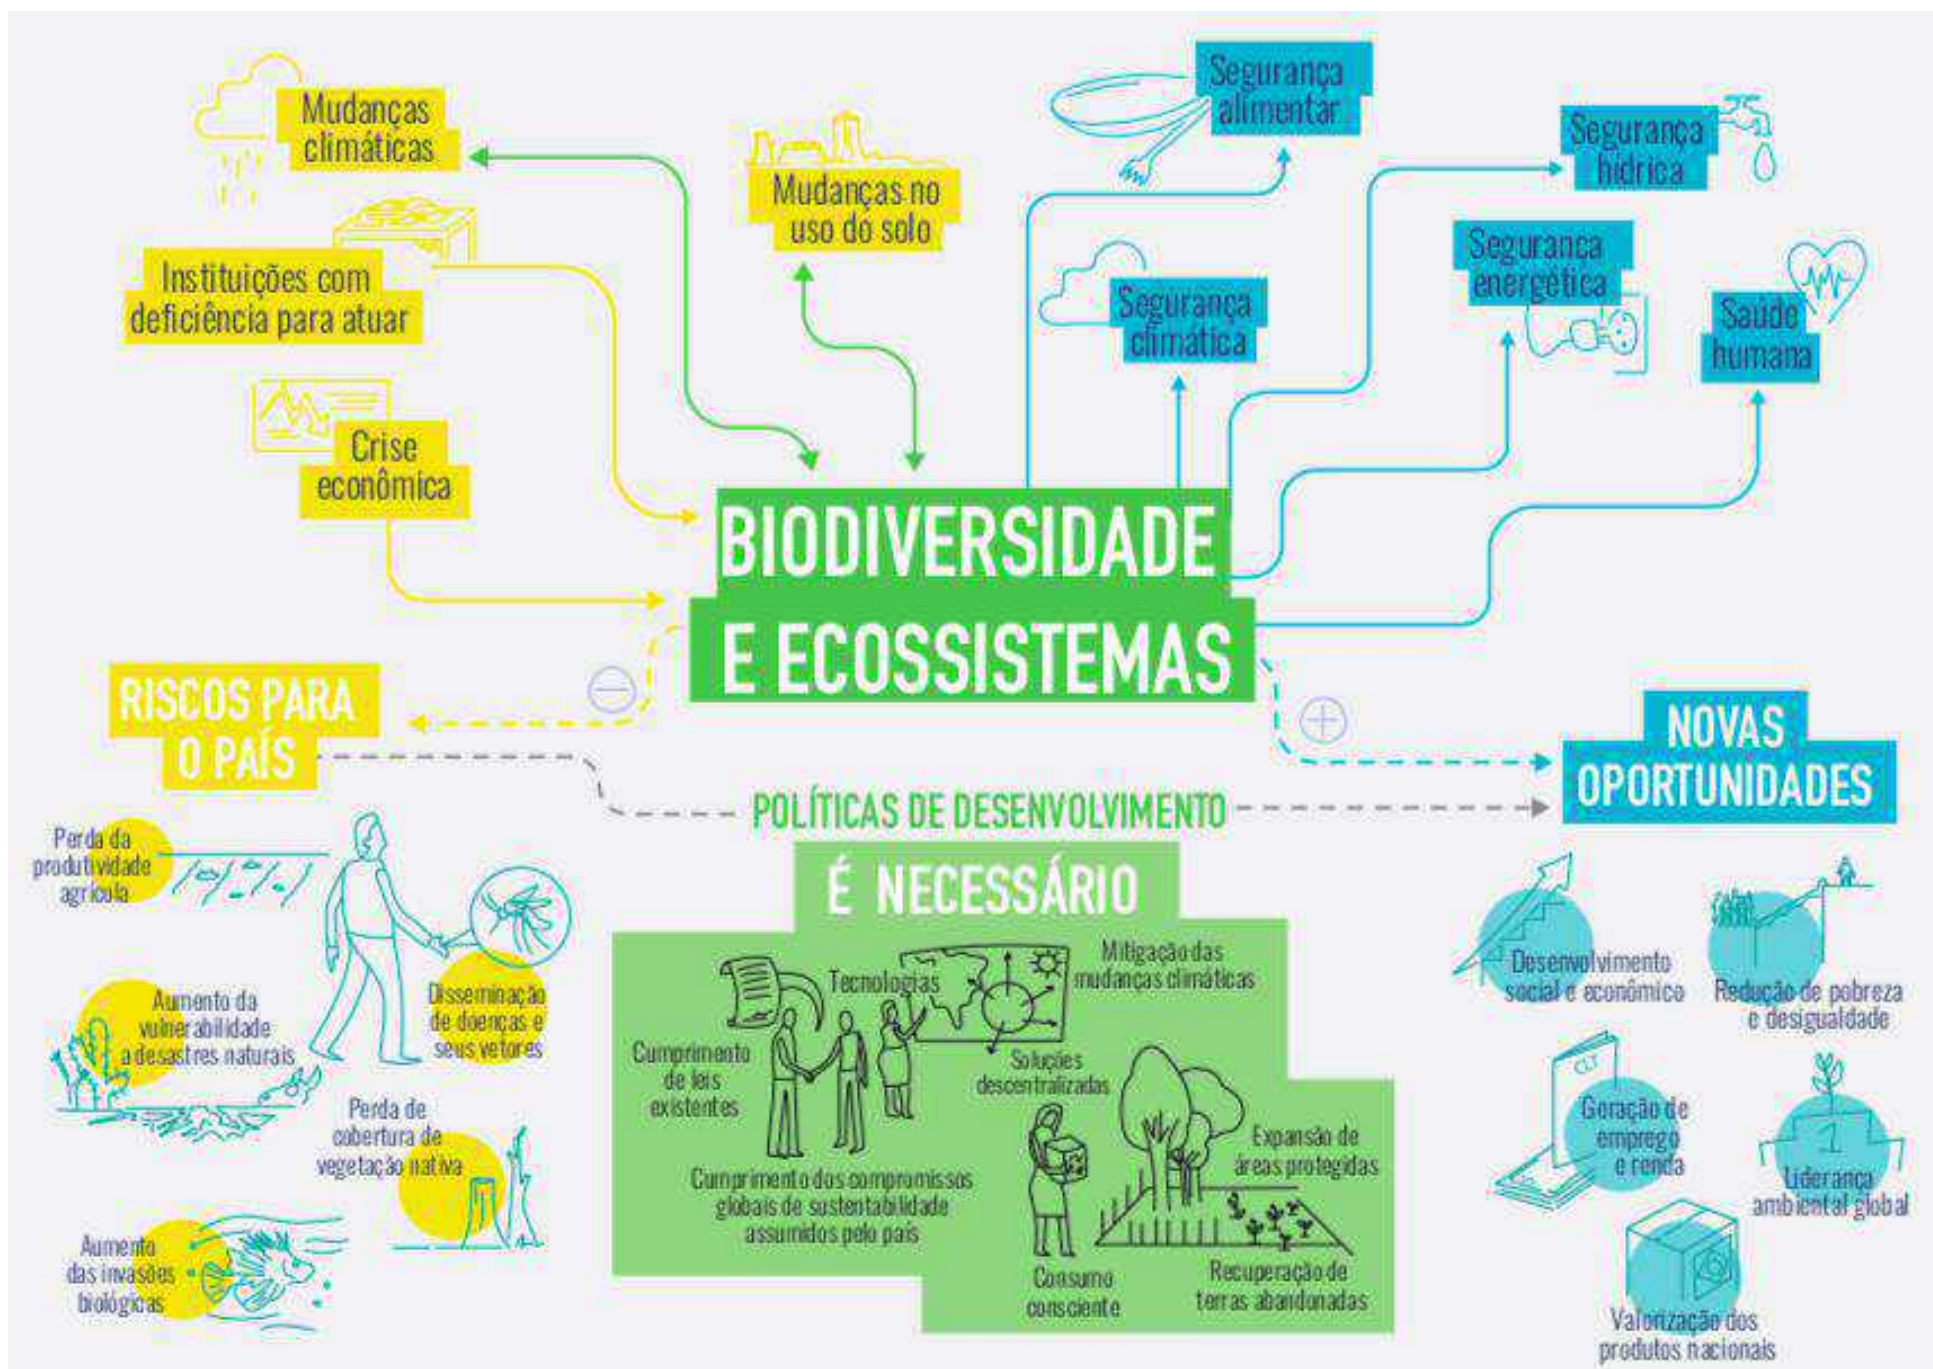 Mudanças
climáticas
Instituições com
deficiência para atuar
Crise
econômica
Mudanças no
uso do solo
Segurança
alimentar
Segurança
hídrica
Segurança
climática
Seguranca
energética
Saúde
humana
BIODIVERSIDADE
E ECOSSISTEMAS
RISCOS PARA
O PAÍS
Perda da
produtividade
agrícola
Aumento da
vulnerabilidade
a desastres naturais
Disseminação
de doenças e
seus vetores
Perda de
cobertura de
vegetação nativa
Aumento
das invasões
biológicas
POLÍTICAS DE DESENVOLVIMENTO
É NECESSÁRIO
Tecnologias
Mitigação das
mudanças climáticas
Cumprimento
de leis
existentes
Soluções
descentralizadas
Cumprimento dos compromissos
globais de sustentabilidade
assumidos pelo país
Expansão de
áreas protegidas
Consumo
consciente
Recuperação de
terras abandonadas
NOVAS
OPORTUNIDADES
Desenvolvimento
social e econômico
Redução de pobreza
e desigualdade
CLT
Geração de
emprego
e renda
1
Liderança
ambiental global
Valorização dos
produtos nacionais